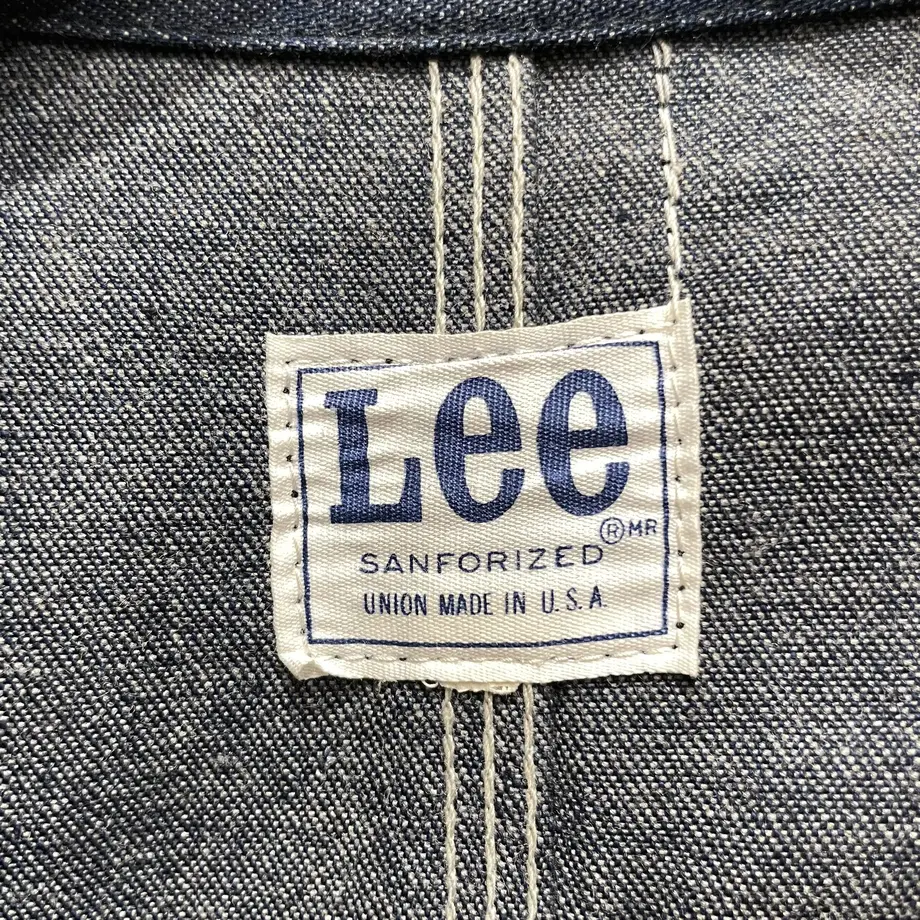 Lee
® MR
SANFORIZED
UNION MADE IN U.S.A.